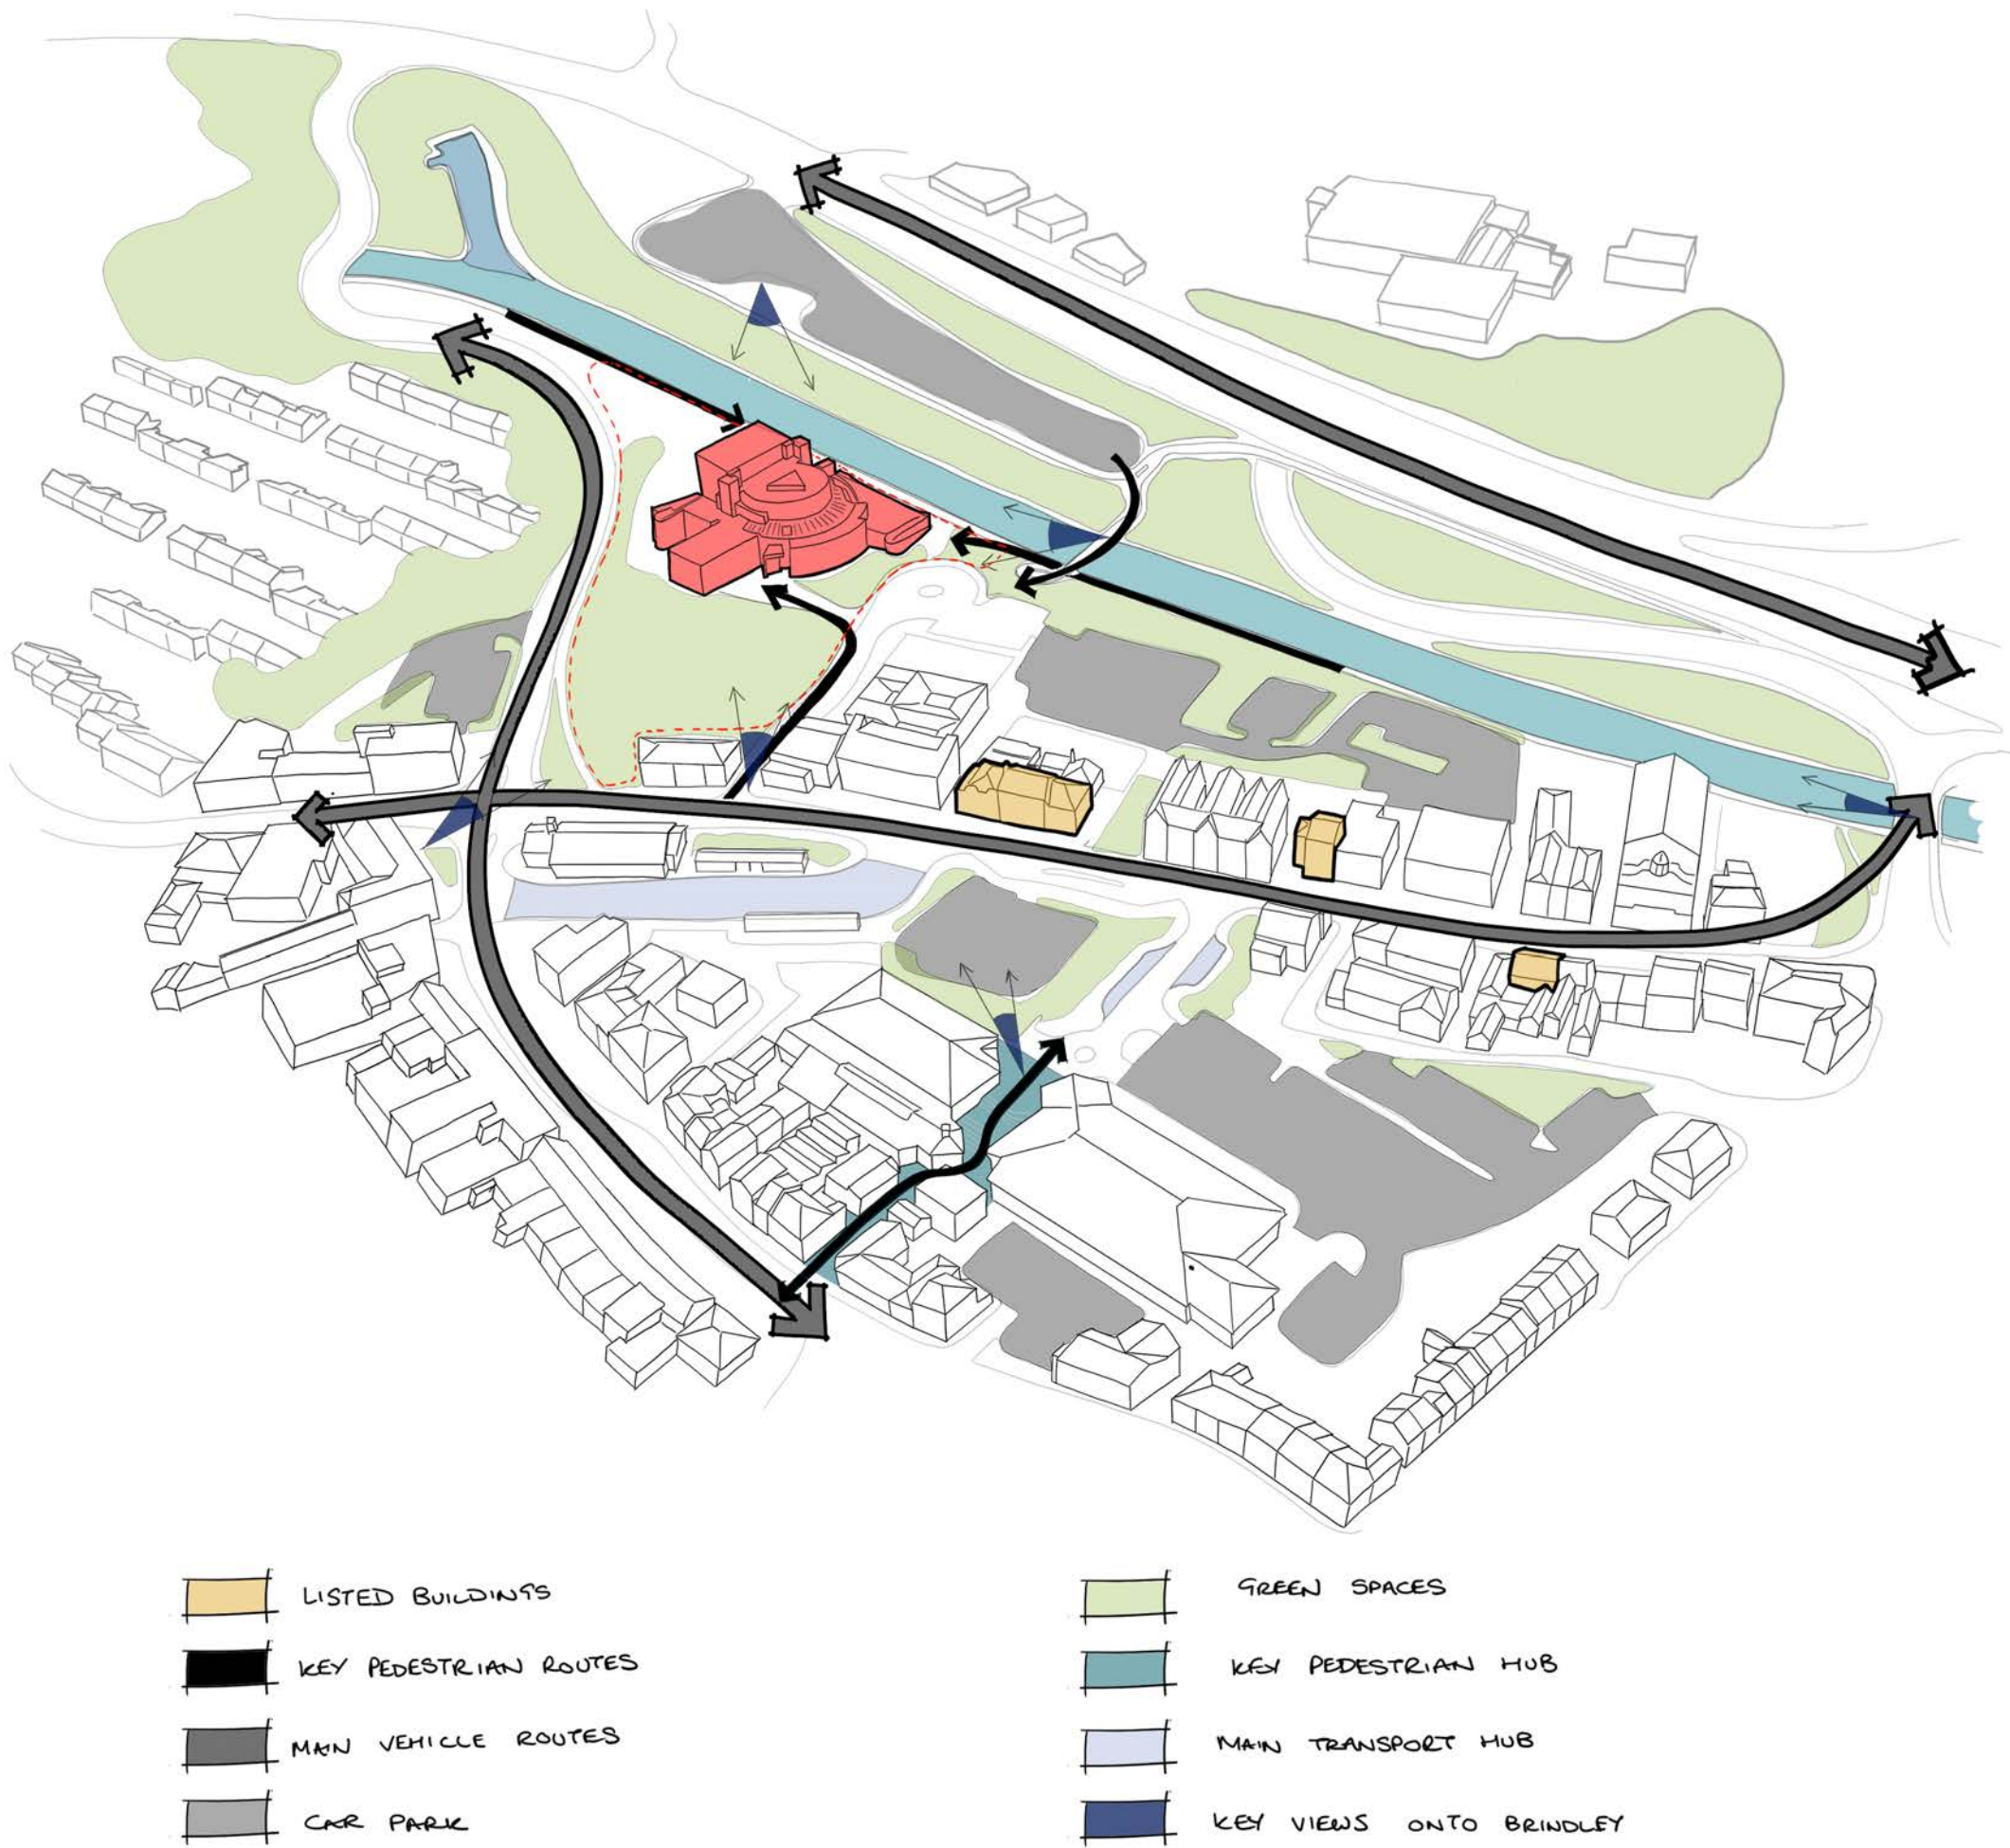 LISTED BUILDINGS
KEY PEDESTRIAN ROUTES
MAIN VEHICLE ROUTES
CAR PARK
GREEN SPACES
KEY PEDESTRIAN HUB
MAIN TRANSPORT HUB
KEY VIEWS ONTO BRINDLEY